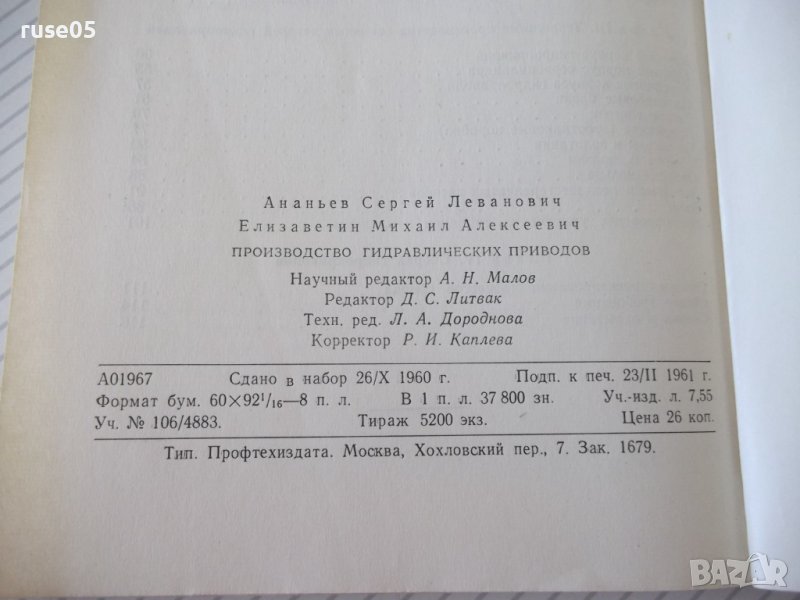 ruse05
Ананьев Сергей Леванович
Елизаветин Михаил Алексеевич
ПРОИЗВОДСТВО ГИДРАВЛИЧЕСКИХ ПРИВОДОВ
Научный редактор А. Н. Малов
Редактор Д. С. Литвак
Техн. ред. Л. А. Дороднова
Корректор Р. И. Каплева
А01967 Сдано в набор 26/X 1960 г. Подп. к печ. 23/II 1961 г.
Формат бум. 60×92¹/₁₆—8 п. л. В 1 п. л. 37 800 зн. Уч.-изд. л. 7,55
Уч. № 106/4883. Тираж 5200 экз. Цена 26 коп.
Тип. Профтехиздата. Москва, Хохловский пер., 7. Зак. 1679.
BAZAR
bg